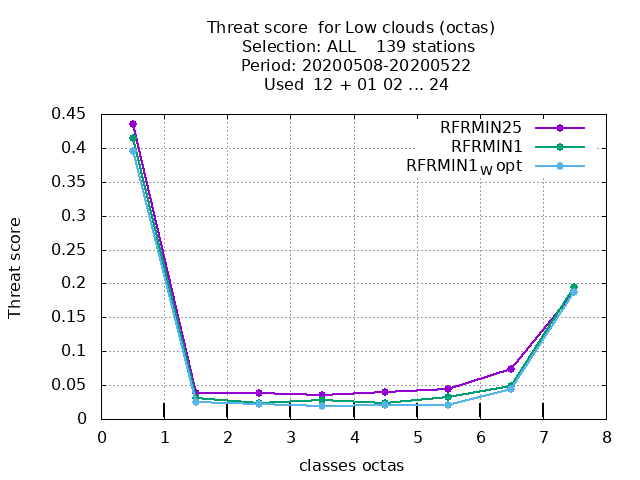 Threat score  for Low clouds (octas)
Selection: ALL    139 stations
Period: 20200508-20200522
Used  12 + 01 02 ... 24
RFRMIN25
RFRMIN1
RFRMIN1w opt
Threat score
0.45
0.4
0.35
0.3
0.25
0.2
0.15
0.1
0.05
0
0 1 2 3 4 5 6 7 8
classes octas